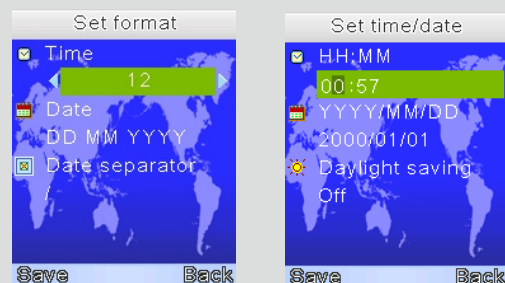 Set format
Time
12
Date
DD MM YYYY
Date separator
/
Save Back
Set time/date
HH:MM
00:57
YYYY/MM/DD
2000/01/01
Daylight saving
Off
Save Back